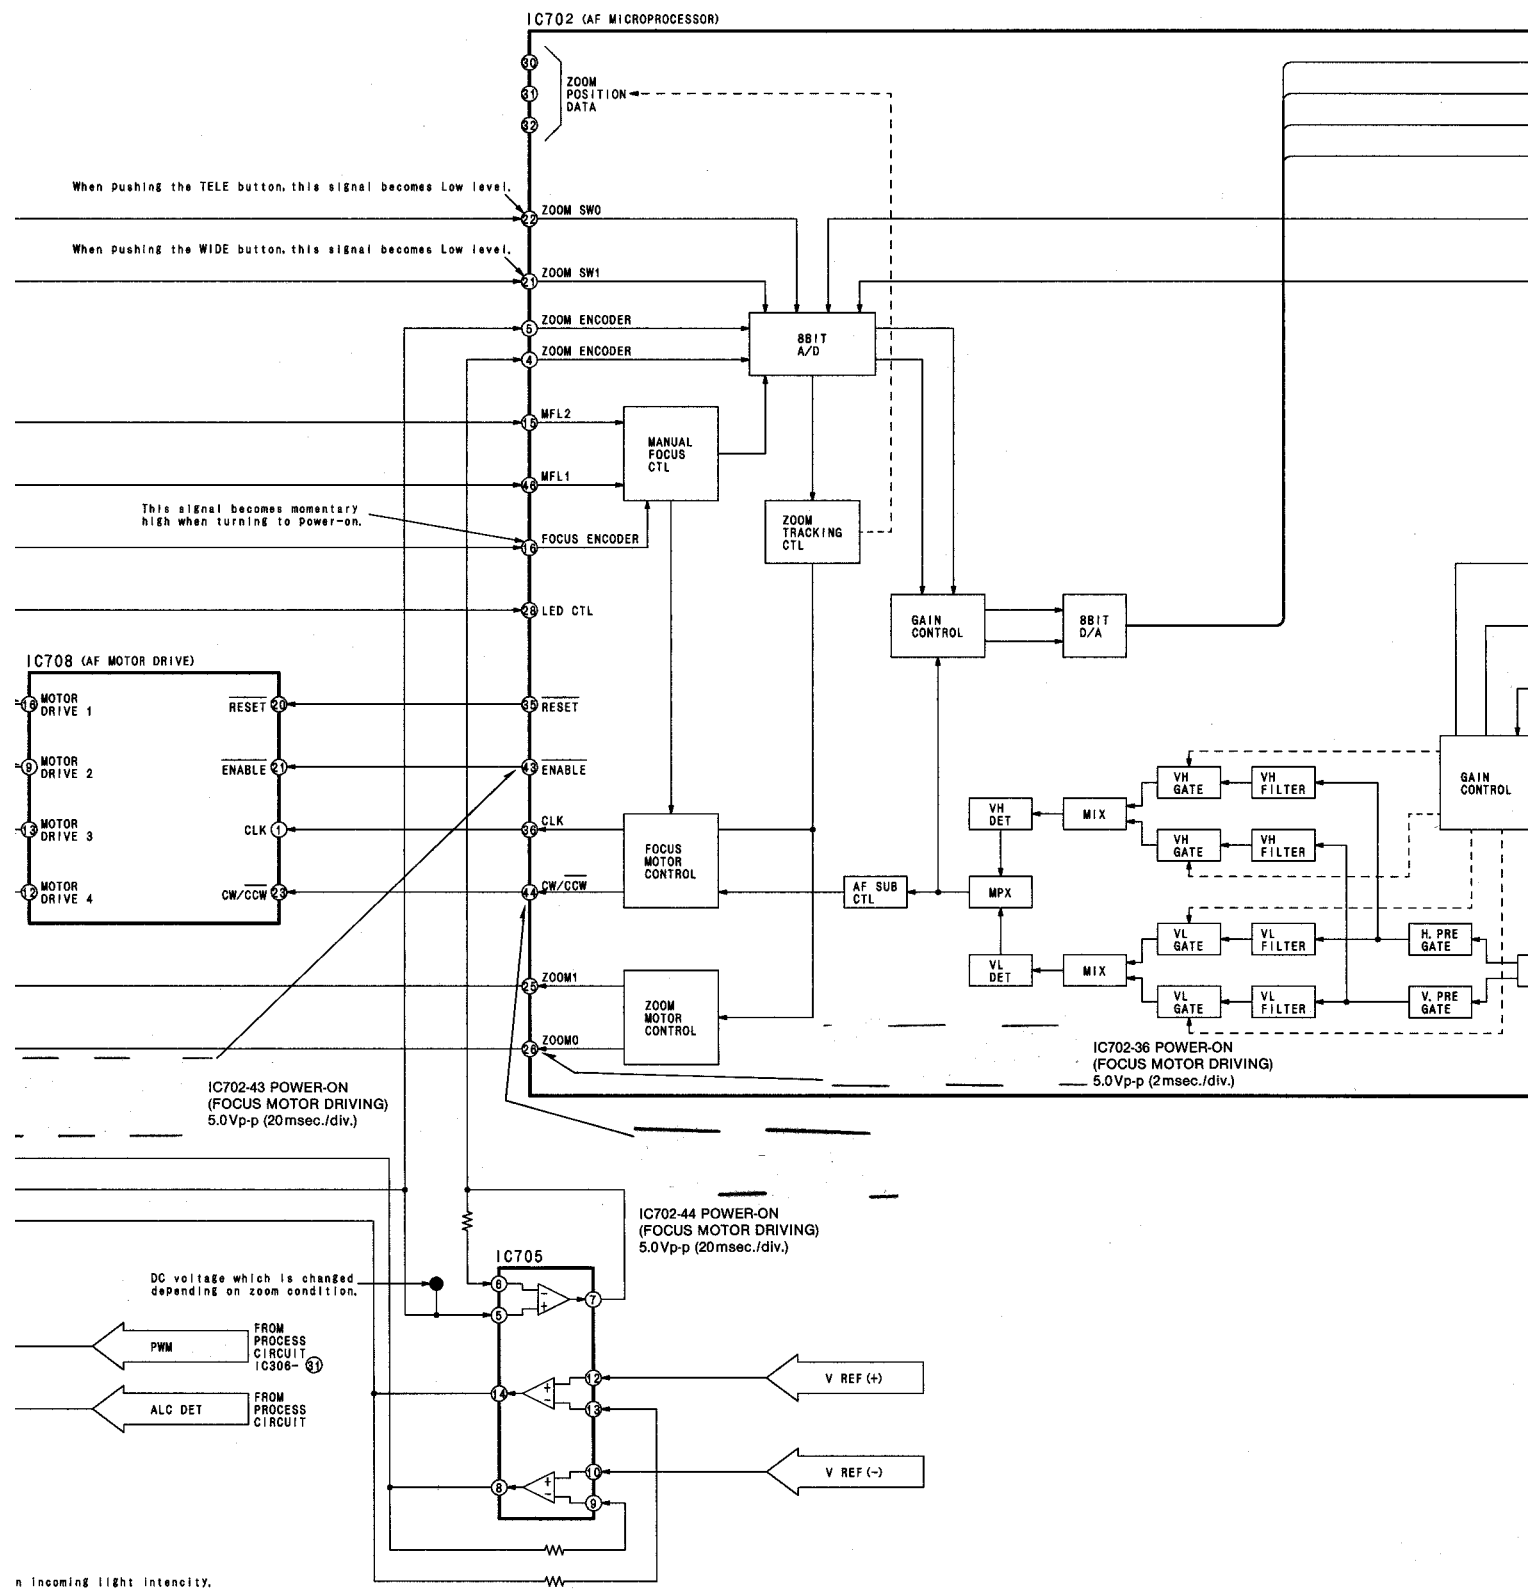 IC702 (AF MICROPROCESSOR)
30
31
32
ZOOM
POSITION
DATA
When pushing the TELE button, this signal becomes Low level.
22 ZOOM SW0
When pushing the WIDE button, this signal becomes Low level.
21 ZOOM SW1
5 ZOOM ENCODER
4 ZOOM ENCODER
8BIT
A/D
15 MFL2
46 MFL1
MANUAL
FOCUS
CTL
This signal becomes momentary
high when turning to Power-on.
16 FOCUS ENCODER
ZOOM
TRACKING
CTL
28 LED CTL
GAIN
CONTROL
8BIT
D/A
IC708 (AF MOTOR DRIVE)
18 MOTOR
DRIVE 1
RESET 20
35 RESET
9 MOTOR
DRIVE 2
ENABLE 21
43 ENABLE
13 MOTOR
DRIVE 3
CLK 1
36 CLK
12 MOTOR
DRIVE 4
CW/CCW 23
44 CW/CCW
FOCUS
MOTOR
CONTROL
AF SUB
CTL
MPX
VH
DET
MIX
VH
GATE
VH
FILTER
VH
GATE
VH
FILTER
GAIN
CONTROL
VL
DET
MIX
VL
GATE
VL
FILTER
H. PRE
GATE
VL
GATE
VL
FILTER
V. PRE
GATE
25 ZOOM1
26 ZOOM0
ZOOM
MOTOR
CONTROL
IC702-36 POWER-ON
(FOCUS MOTOR DRIVING)
5.0Vp-p (2msec./div.)
IC702-43 POWER-ON
(FOCUS MOTOR DRIVING)
5.0Vp-p (20msec./div.)
IC702-44 POWER-ON
(FOCUS MOTOR DRIVING)
5.0Vp-p (20msec./div.)
IC705
DC voltage which is changed
depending on zoom condition.
6
5
-
+
7
PWM
FROM
PROCESS
CIRCUIT
IC306- 31
ALC DET
FROM
PROCESS
CIRCUIT
14
+
-
12
13
V REF (+)
8
+
-
10
9
V REF (-)
n incoming light intencity.